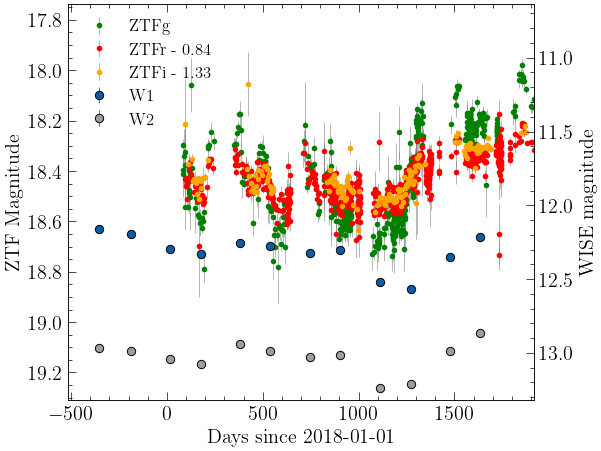 ZTFg
ZTFr - 0.84
ZTFi - 1.33
W1
W2
ZTF Magnitude
17.8
18.0
18.2
18.4
18.6
18.8
19.0
19.2
WISE magnitude
11.0
11.5
12.0
12.5
13.0
−500
0
500
1000
1500
Days since 2018-01-01